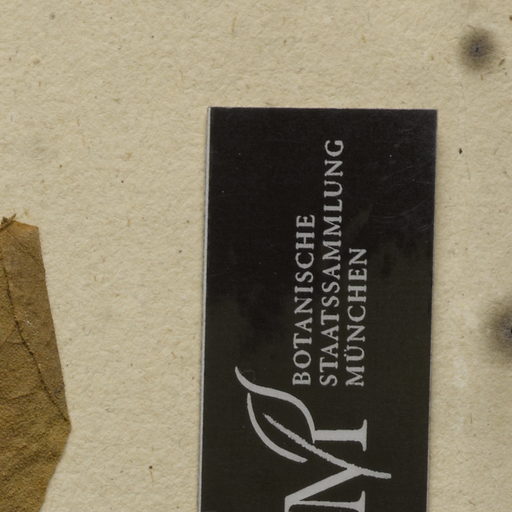 BOTANISCHE
STAATSSAMMLUNG
MÜNCHEN
M